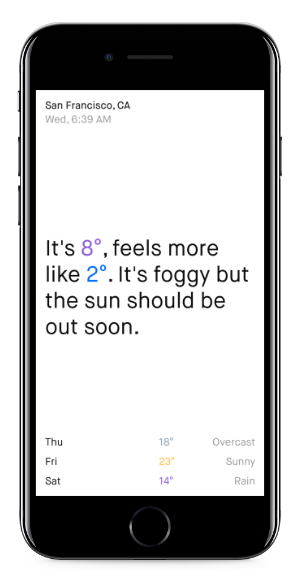 San Francisco, CA
Wed, 6:39 AM
It's 8°, feels more
like 2°. It's foggy but
the sun should be
out soon.
Thu 18° Overcast
Fri 23° Sunny
Sat 14° Rain